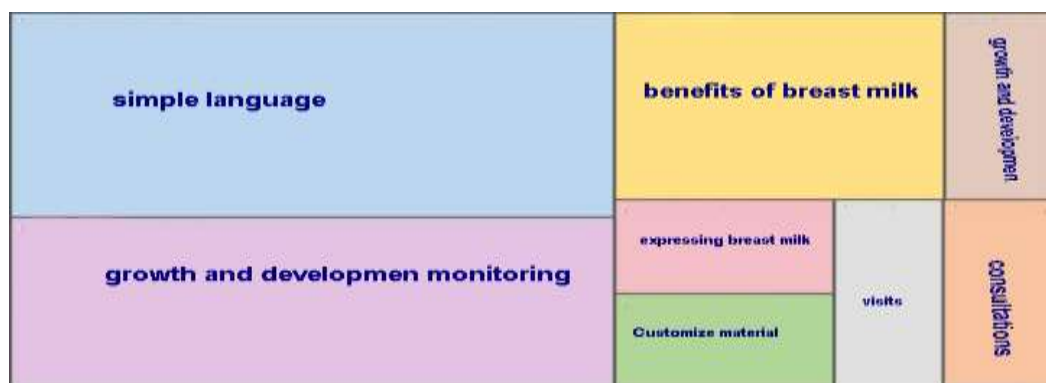 simple language
benefits of breast milk
growth and developmen
growth and developmen monitoring
expressing breast milk
Customize material
visits
consultations